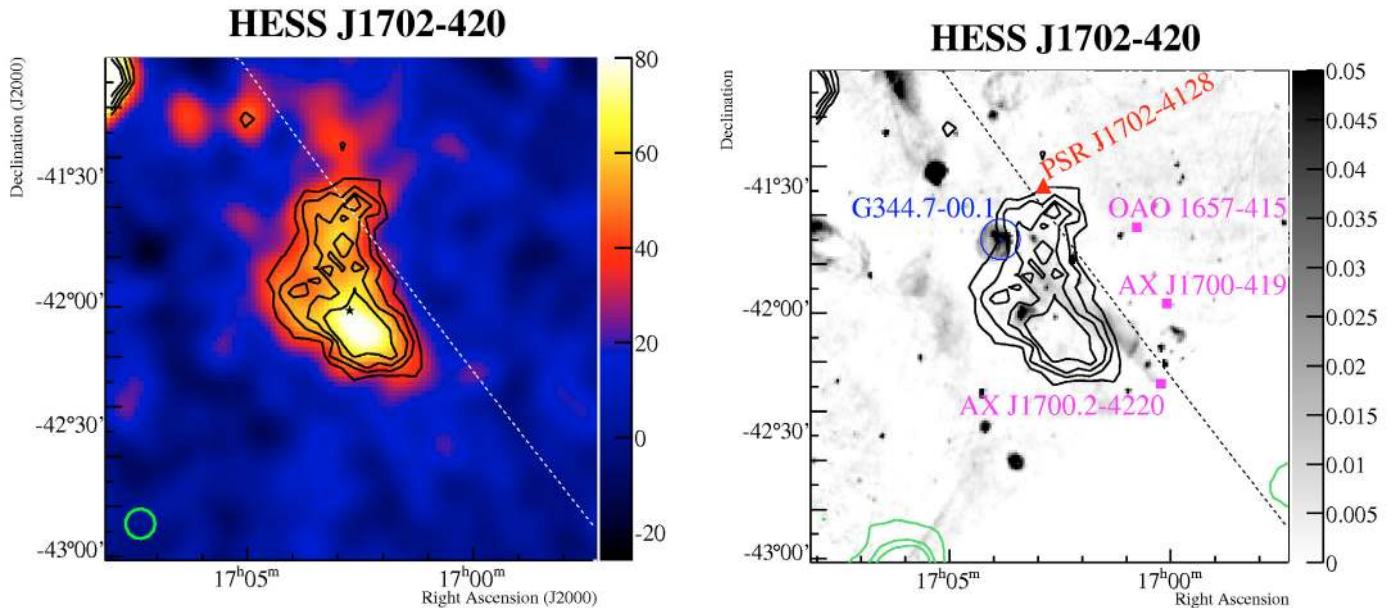 HESS J1702-420
Declination (J2000)
-41°30'
-42°00'
-42°30'
-43°00'
17h05m
17h00m
Right Ascension (J2000)
80
60
40
20
0
-20
HESS J1702-420
Declination
-41°30'
-42°00'
-42°30'
-43°00'
PSR J1702-4128
G344.7-00.1
OAO 1657-415
AX J1700-419
AX J1700.2-4220
17h05m
17h00m
Right Ascension (J2000)
0.05
0.045
0.04
0.035
0.03
0.025
0.02
0.015
0.01
0.005
0